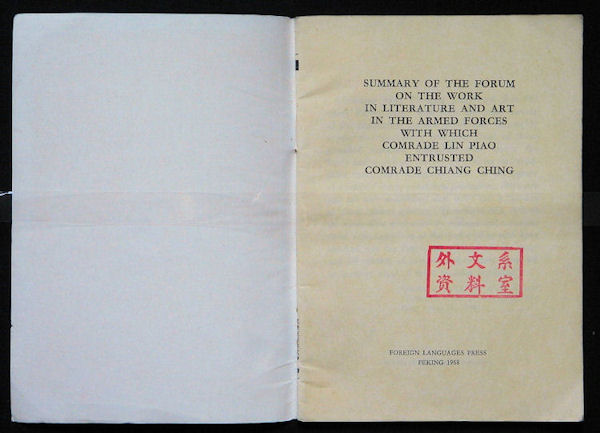 SUMMARY OF THE FORUM
ON THE WORK
IN LITERATURE AND ART
IN THE ARMED FORCES
WITH WHICH
COMRADE LIN PIAO
ENTRUSTED
COMRADE CHIANG CHING
外文系
资料室
FOREIGN LANGUAGES PRESS
PEKING 1968